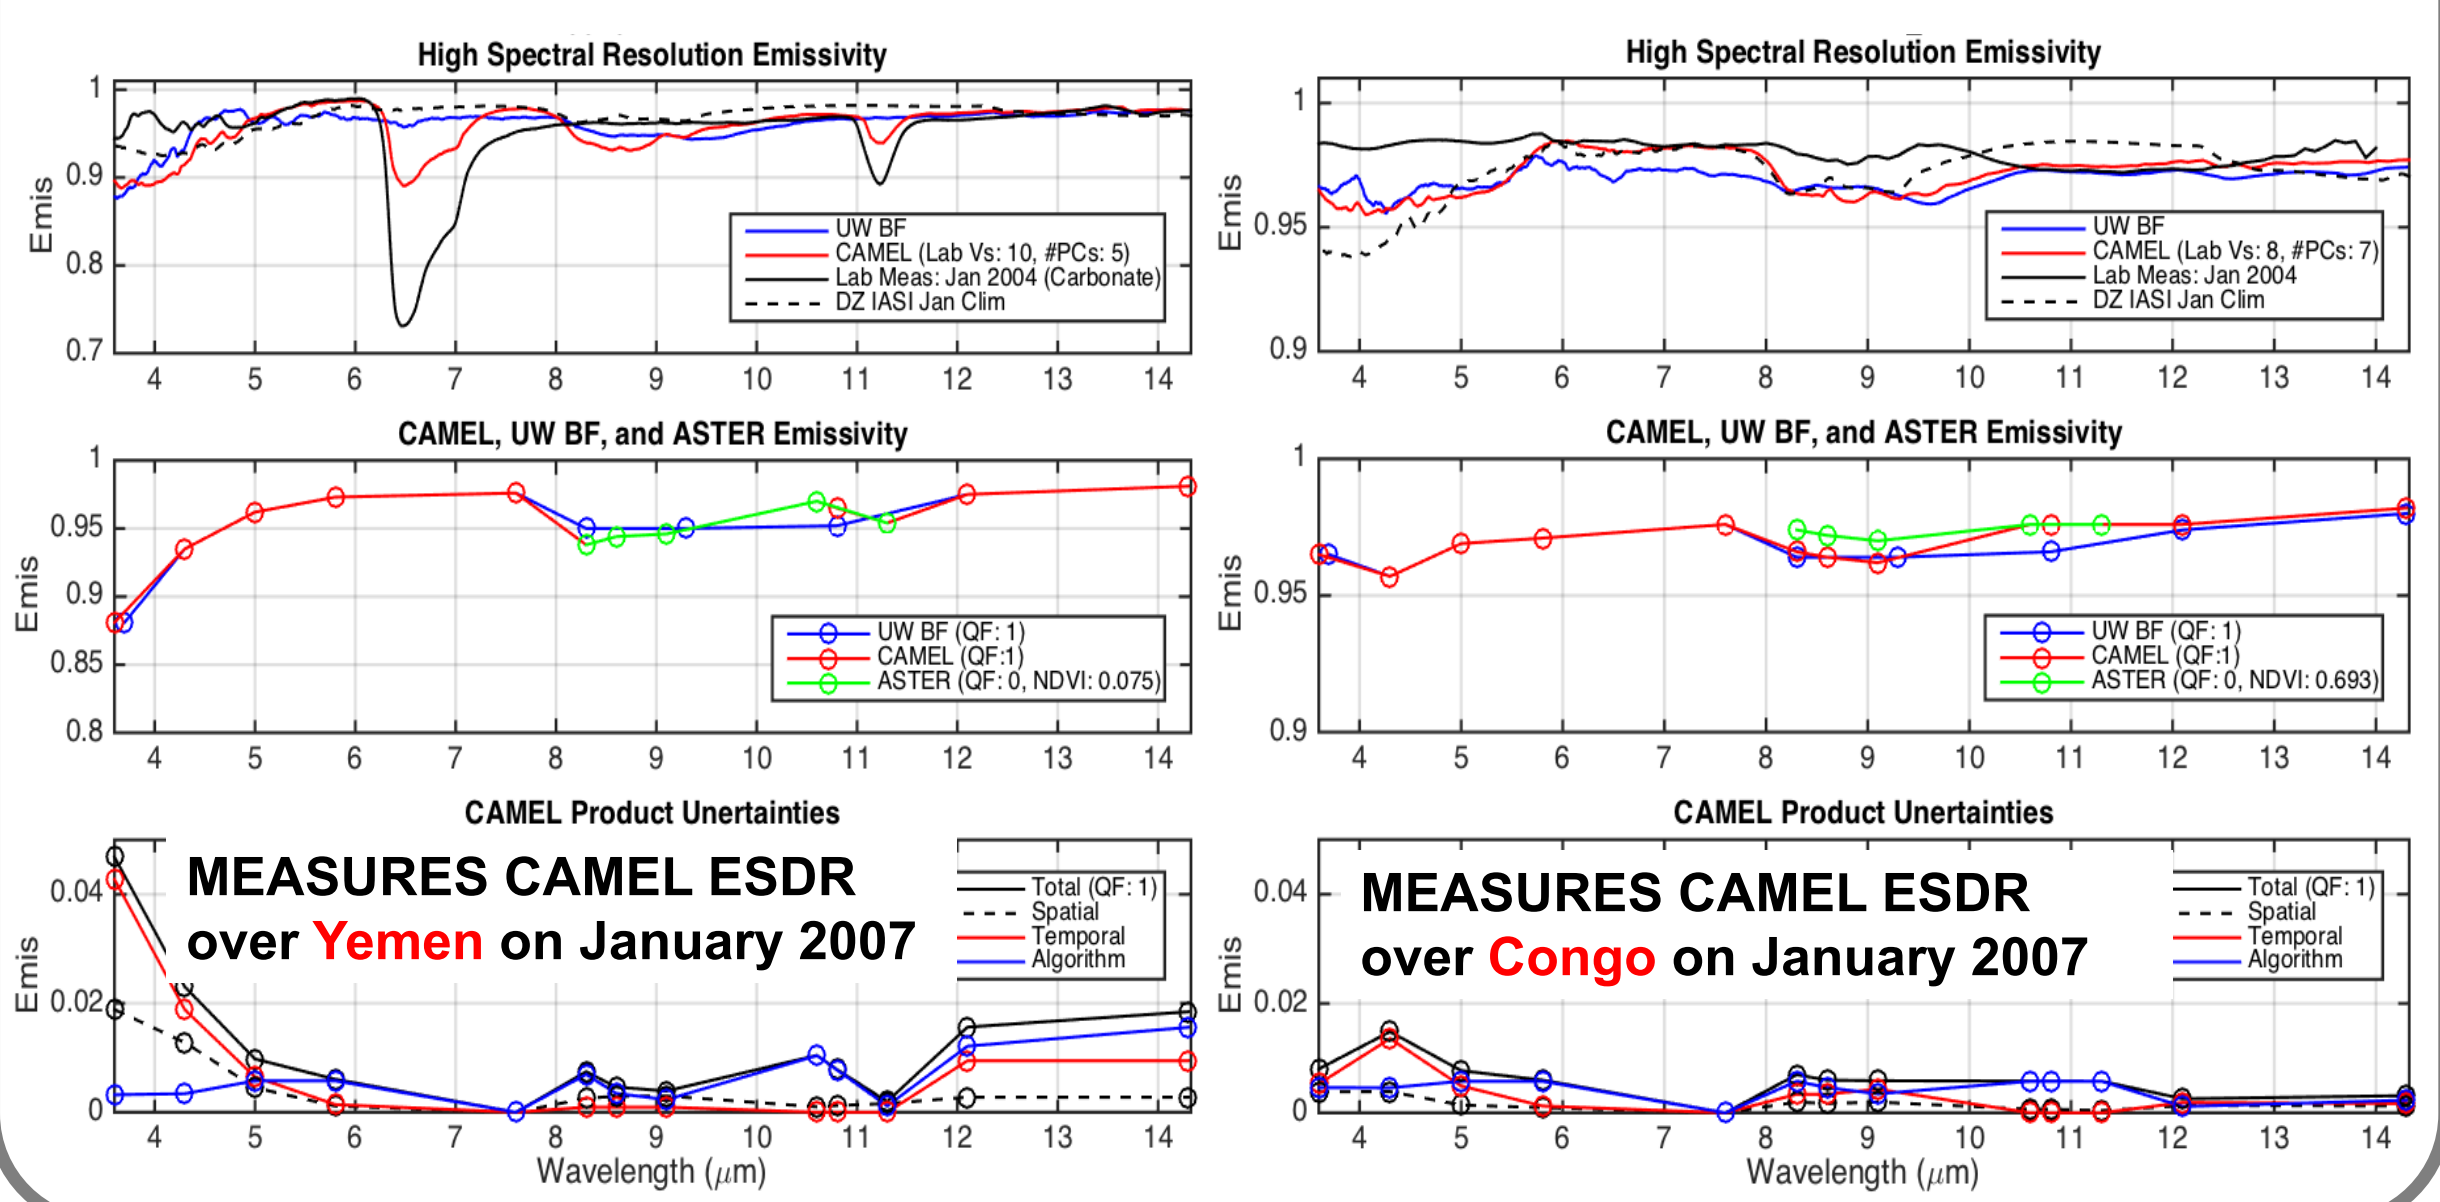 High Spectral Resolution Emissivity
Emis
1
0.9
0.8
0.7
UW BF
CAMEL (Lab Vs: 10, #PCs: 5)
Lab Meas: Jan 2004 (Carbonate)
DZ IASI Jan Clim
4 5 6 7 8 9 10 11 12 13 14
CAMEL, UW BF, and ASTER Emissivity
Emis
1
0.95
0.9
0.85
0.8
UW BF (QF: 1)
CAMEL (QF:1)
ASTER (QF: 0, NDVI: 0.075)
4 5 6 7 8 9 10 11 12 13 14
CAMEL Product Unertainties
Emis
0.04
0.02
0
MEASURES CAMEL ESDR
over Yemen on January 2007
Total (QF: 1)
Spatial
Temporal
Algorithm
4 5 6 7 8 9 10 11 12 13 14
Wavelength (μm)
High Spectral Resolution Emissivity
Emis
1
0.95
0.9
UW BF
CAMEL (Lab Vs: 8, #PCs: 7)
Lab Meas: Jan 2004
DZ IASI Jan Clim
4 5 6 7 8 9 10 11 12 13 14
CAMEL, UW BF, and ASTER Emissivity
Emis
1
0.95
0.9
UW BF (QF: 1)
CAMEL (QF:1)
ASTER (QF: 0, NDVI: 0.693)
4 5 6 7 8 9 10 11 12 13 14
CAMEL Product Unertainties
Emis
0.04
0.02
0
MEASURES CAMEL ESDR
over Congo on January 2007
Total (QF: 1)
Spatial
Temporal
Algorithm
4 5 6 7 8 9 10 11 12 13 14
Wavelength (μm)